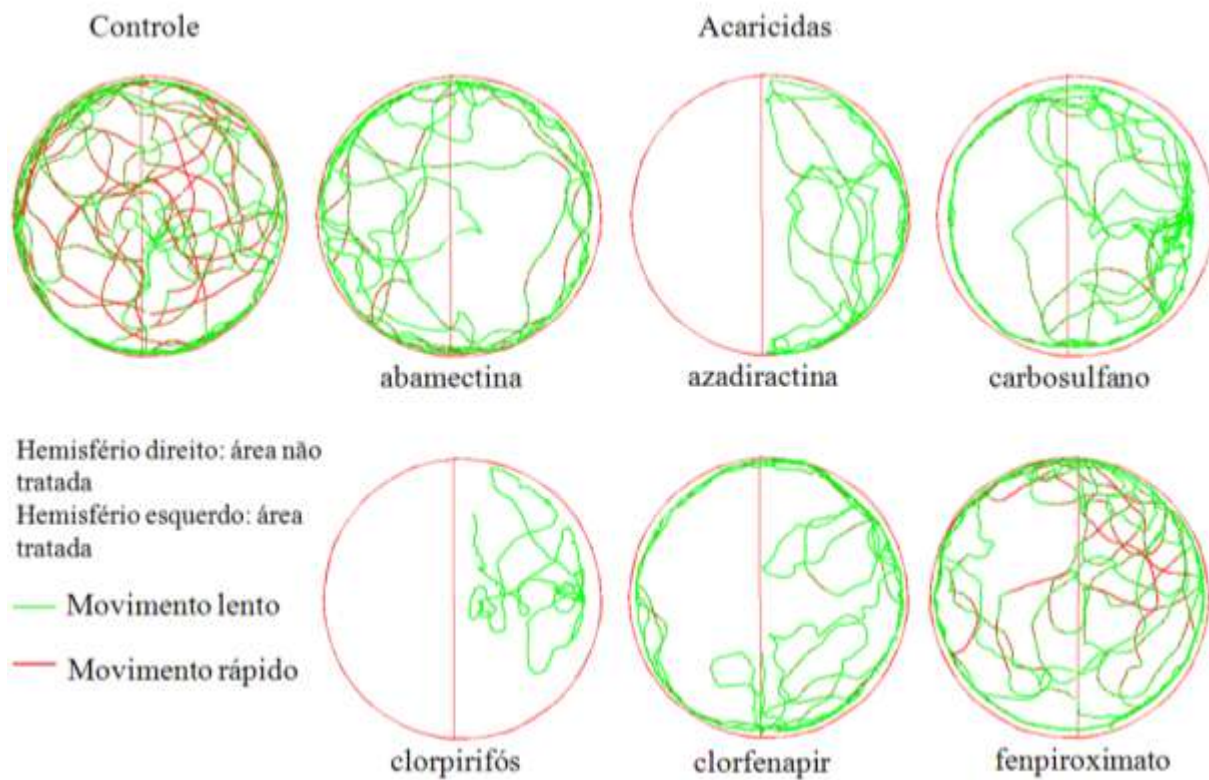 Controle
Acaricidas
abamectina
azadiractina
carbosulfano
Hemisfério direito: área não
tratada
Hemisfério esquerdo: área
tratada
Movimento lento
Movimento rápido
clorpirifós
clorfenapir
fenpiroximato